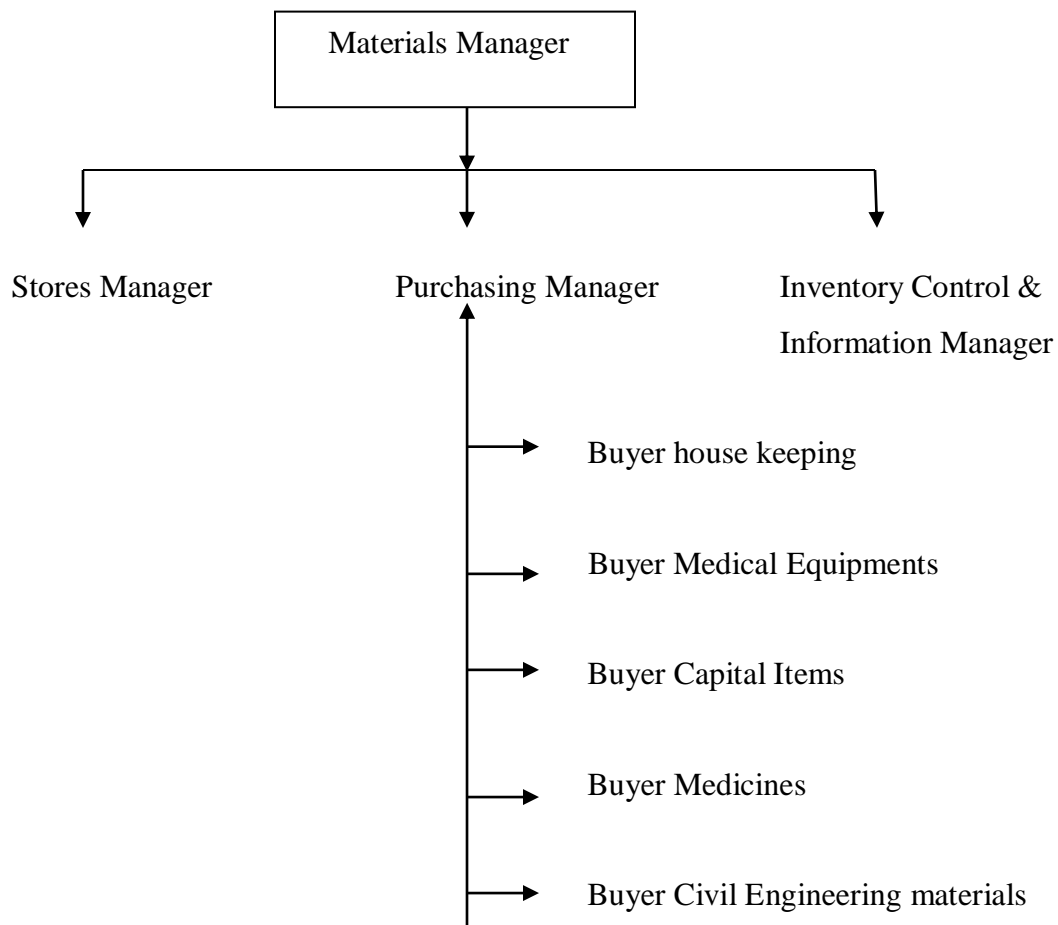 Materials Manager
Stores Manager
Purchasing Manager
Inventory Control &
Information Manager
Buyer house keeping
Buyer Medical Equipments
Buyer Capital Items
Buyer Medicines
Buyer Civil Engineering materials